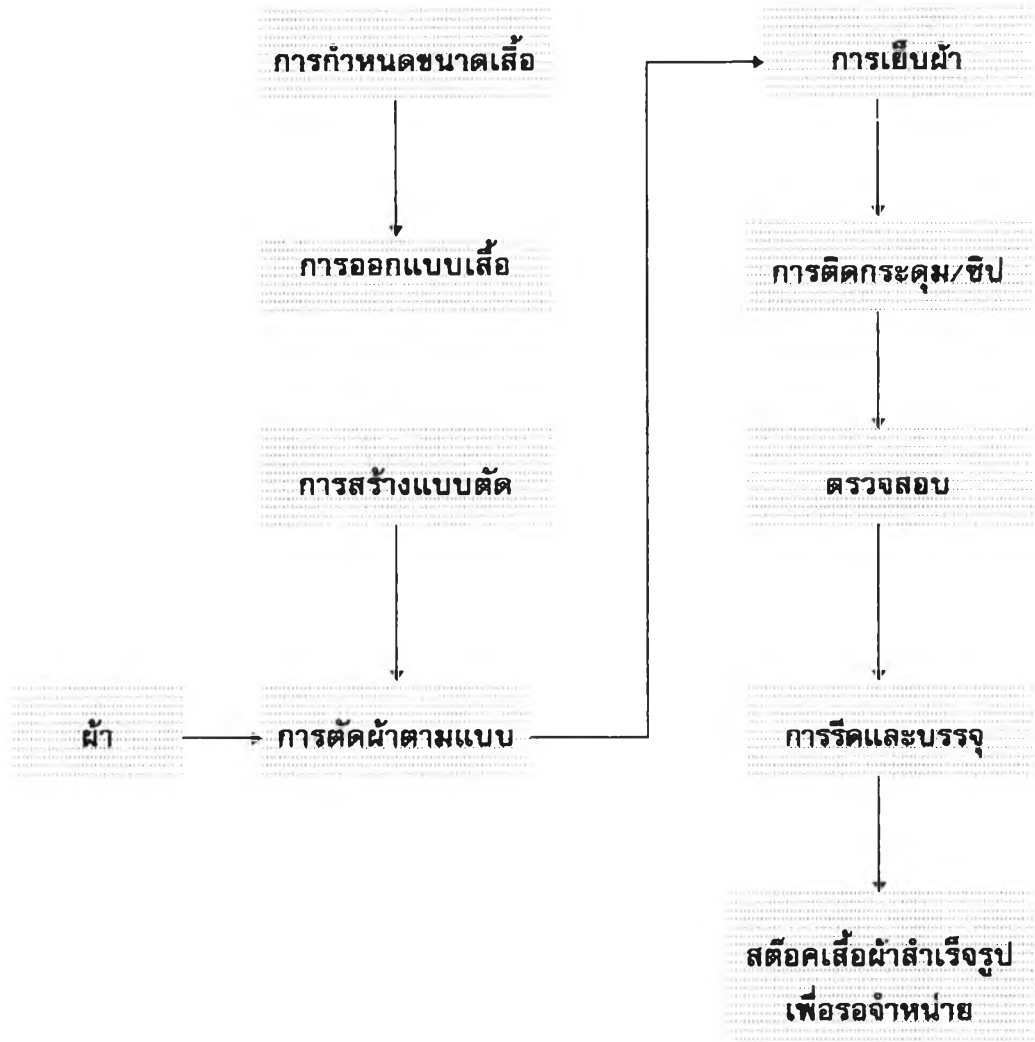 การกำหนดขนาดเสื้อ
การออกแบบเสื้อ
การสร้างแบบตัด
ผ้า
การตัดผ้าตามแบบ
การเย็บผ้า
การติดกระดุม/ซิป
ตรวจสอบ
การรีดและบรรจุ
สต๊อคเสื้อผ้าสำเร็จรูป
เพื่อรอจำหน่าย